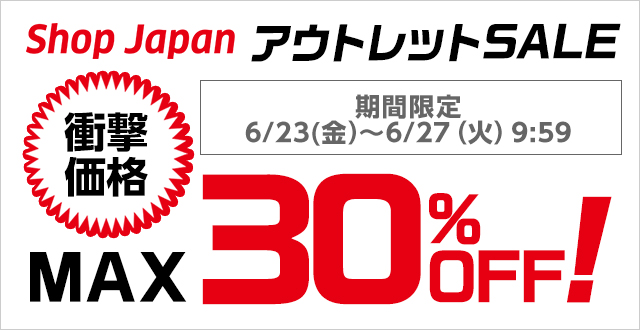 Shop Japan アウトレットSALE
衝撃
価格
期間限定
6/23(金)～6/27（火）9:59
MAX 30%OFF!